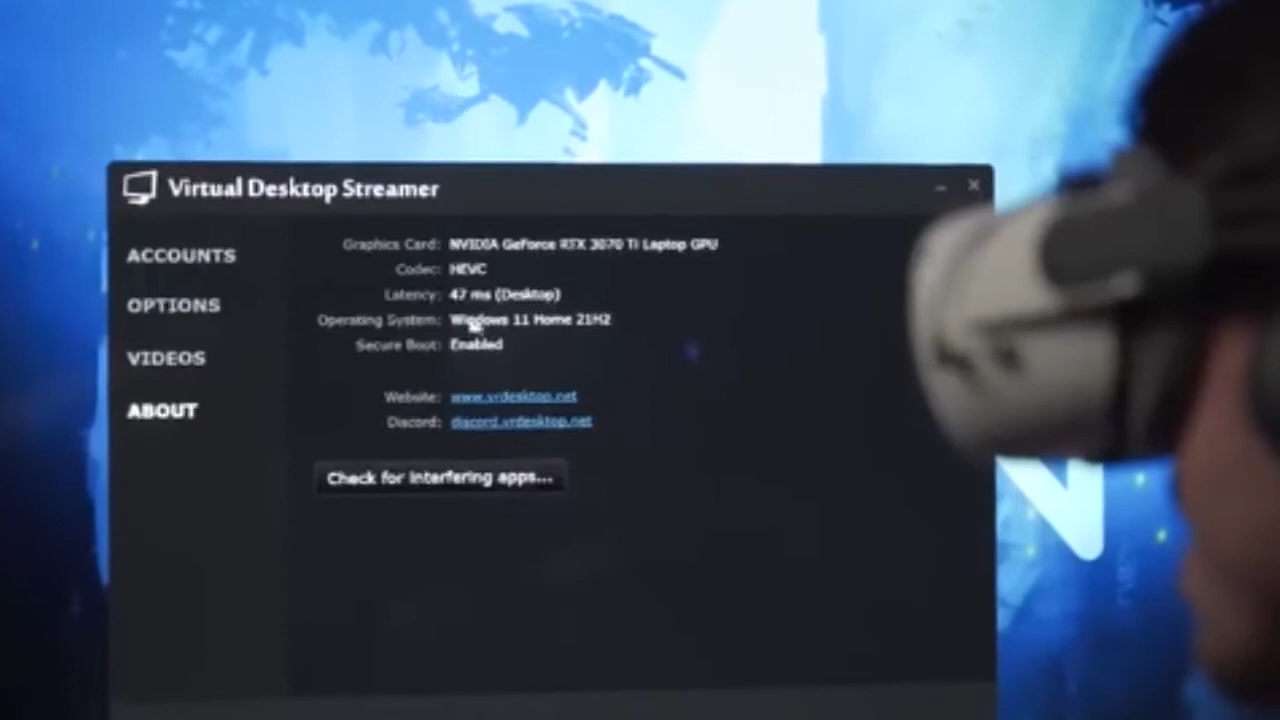 Virtual Desktop Streamer
ACCOUNTS
OPTIONS
VIDEOS
ABOUT
Graphics Card: NVIDIA GeForce RTX 3070 Ti Laptop GPU
Codec: HEVC
Latency: 47 ms (Desktop)
Operating System: Windows 11 Home 21H2
Secure Boot: Enabled
Website: www.vrdesktop.net
Discord: discord.vrdesktop.net
Check for interfering apps...